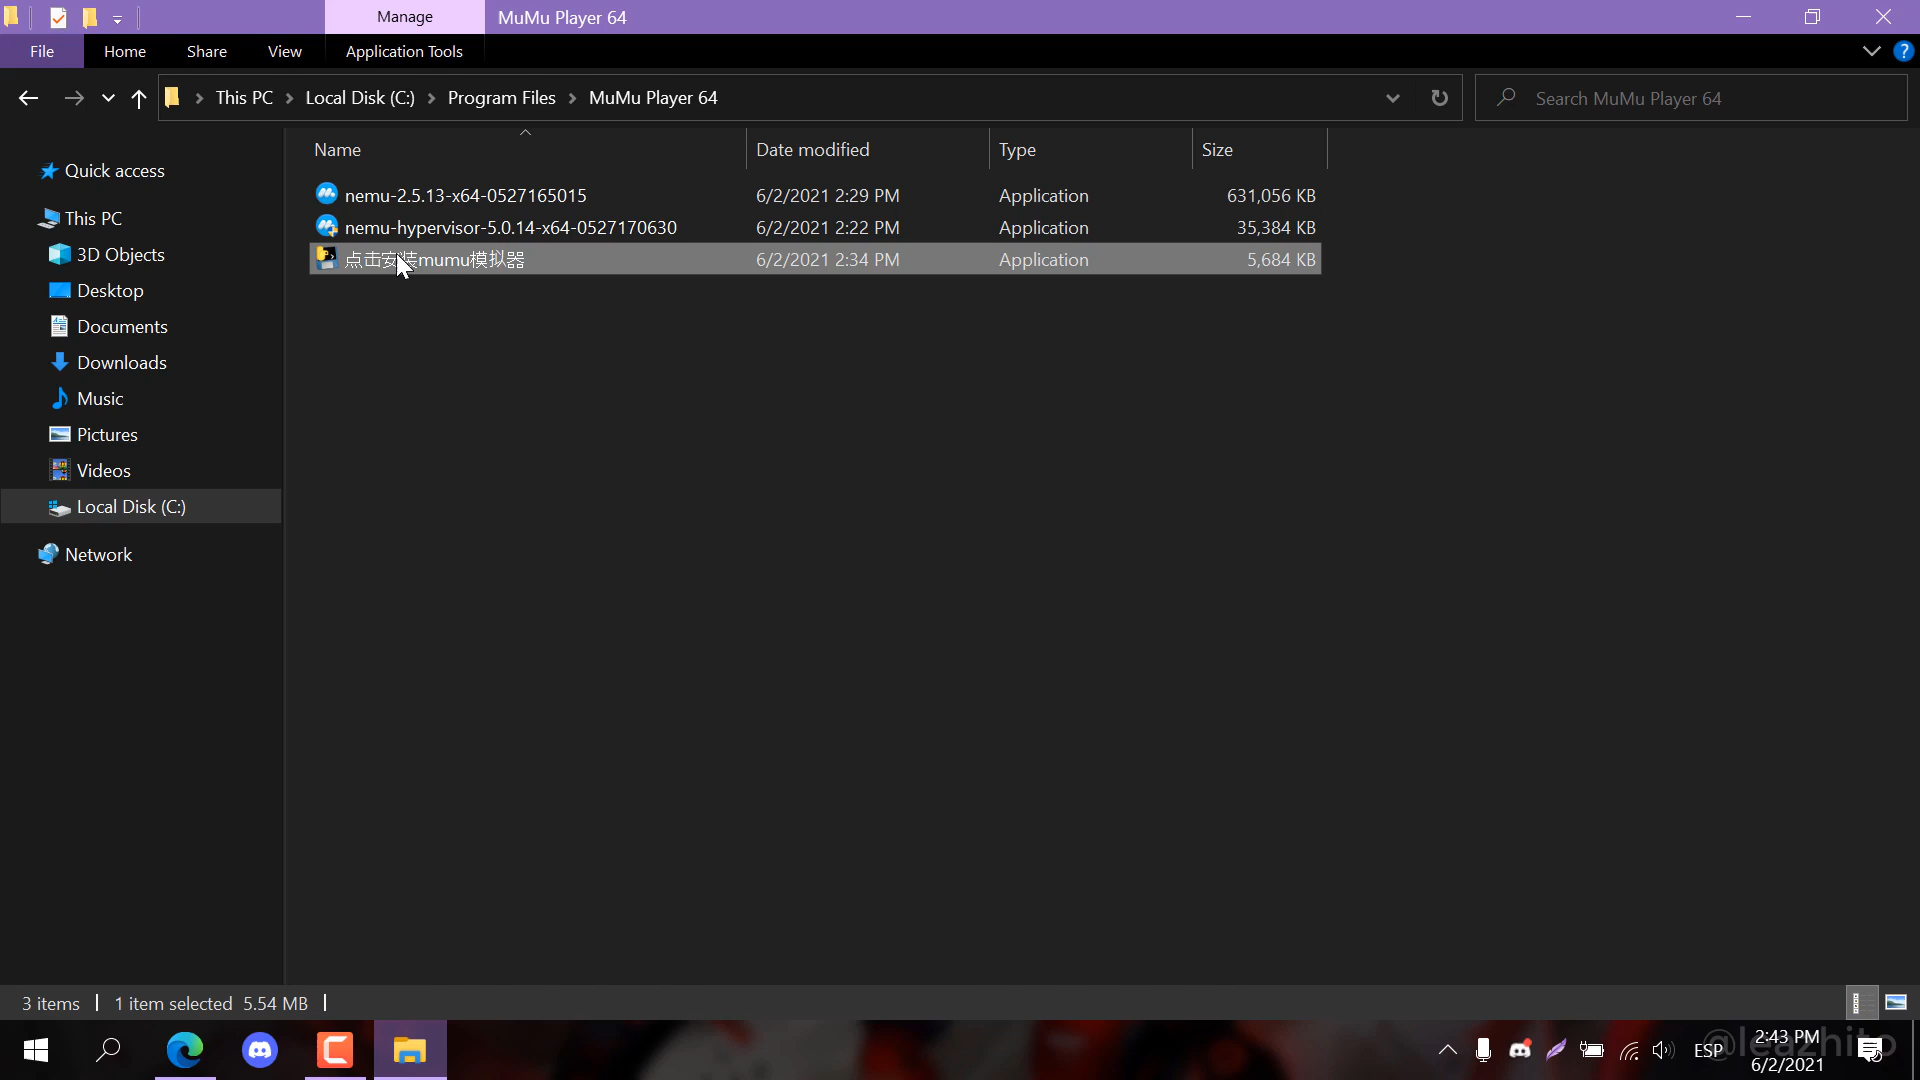 Manage
MuMu Player 64
File
Home
Share
View
Application Tools
This PC
Local Disk (C:)
Program Files
MuMu Player 64
Search MuMu Player 64
Name
Date modified
Type
Size
Quick access
This PC
3D Objects
Desktop
Documents
Downloads
Music
Pictures
Videos
Local Disk (C:)
Network
nemu-2.5.13-x64-0527165015 6/2/2021 2:29 PM Application 631,056 KB
nemu-hypervisor-5.0.14-x64-0527170630 6/2/2021 2:22 PM Application 35,384 KB
点击安装mumu模拟器 6/2/2021 2:34 PM Application 5,684 KB
3 items
1 item selected 5.54 MB
ESP
2:43 PM
6/2/2021
@leazhito